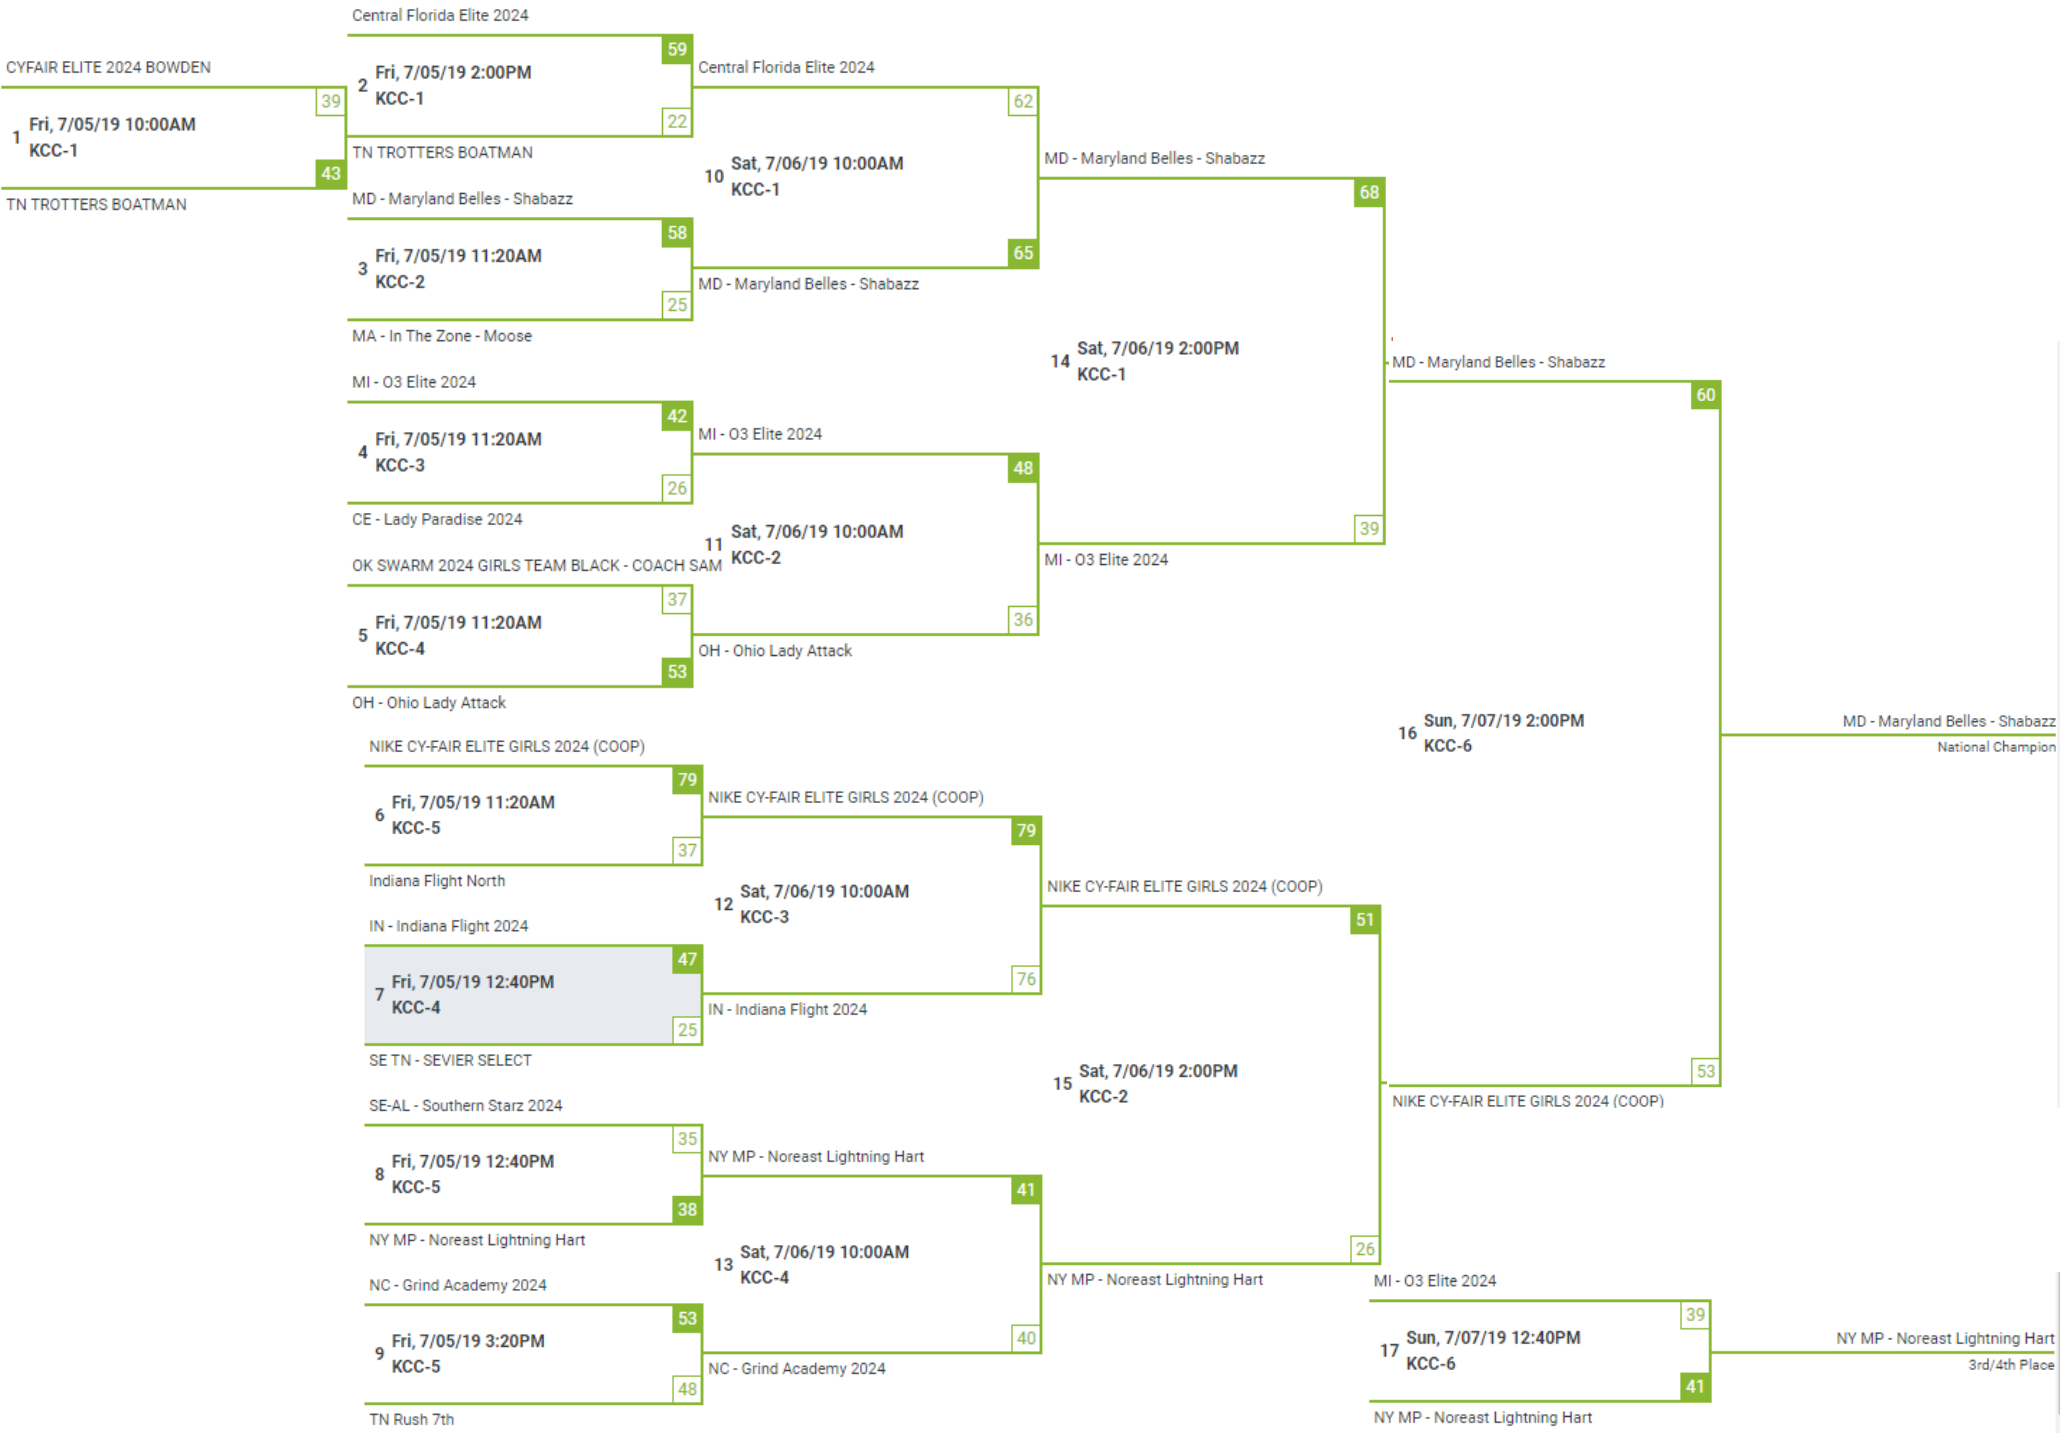 Central Florida Elite 2024
CYFAIR ELITE 2024 BOWDEN
39
1 Fri, 7/05/19 10:00AM
KCC-1
43
TN TROTTERS BOATMAN
59
2 Fri, 7/05/19 2:00PM
KCC-1
22
TN TROTTERS BOATMAN
MD - Maryland Belles - Shabazz
58
3 Fri, 7/05/19 11:20AM
KCC-2
25
MA - In The Zone - Moose
MI - O3 Elite 2024
42
4 Fri, 7/05/19 11:20AM
KCC-3
26
CE - Lady Paradise 2024
OK SWARM 2024 GIRLS TEAM BLACK - COACH SAM
37
5 Fri, 7/05/19 11:20AM
KCC-4
53
OH - Ohio Lady Attack
NIKE CY-FAIR ELITE GIRLS 2024 (COOP)
79
6 Fri, 7/05/19 11:20AM
KCC-5
37
Indiana Flight North
IN - Indiana Flight 2024
47
7 Fri, 7/05/19 12:40PM
KCC-4
25
SE TN - SEVIER SELECT
SE-AL - Southern Starz 2024
35
8 Fri, 7/05/19 12:40PM
KCC-5
38
NY MP - Noreast Lightning Hart
NC - Grind Academy 2024
53
9 Fri, 7/05/19 3:20PM
KCC-5
48
TN Rush 7th
Central Florida Elite 2024
62
10 Sat, 7/06/19 10:00AM
KCC-1
65
MD - Maryland Belles - Shabazz
MI - O3 Elite 2024
48
11 Sat, 7/06/19 10:00AM
KCC-2
36
OH - Ohio Lady Attack
NIKE CY-FAIR ELITE GIRLS 2024 (COOP)
79
12 Sat, 7/06/19 10:00AM
KCC-3
76
IN - Indiana Flight 2024
NY MP - Noreast Lightning Hart
41
13 Sat, 7/06/19 10:00AM
KCC-4
40
NC - Grind Academy 2024
MD - Maryland Belles - Shabazz
68
14 Sat, 7/06/19 2:00PM
KCC-1
39
MI - O3 Elite 2024
NIKE CY-FAIR ELITE GIRLS 2024 (COOP)
51
15 Sat, 7/06/19 2:00PM
KCC-2
26
NY MP - Noreast Lightning Hart
MD - Maryland Belles - Shabazz
60
16 Sun, 7/07/19 2:00PM
KCC-6
53
NIKE CY-FAIR ELITE GIRLS 2024 (COOP)
MD - Maryland Belles - Shabazz
National Champion
MI - O3 Elite 2024
39
17 Sun, 7/07/19 12:40PM
KCC-6
41
NY MP - Noreast Lightning Hart
NY MP - Noreast Lightning Hart
3rd/4th Place